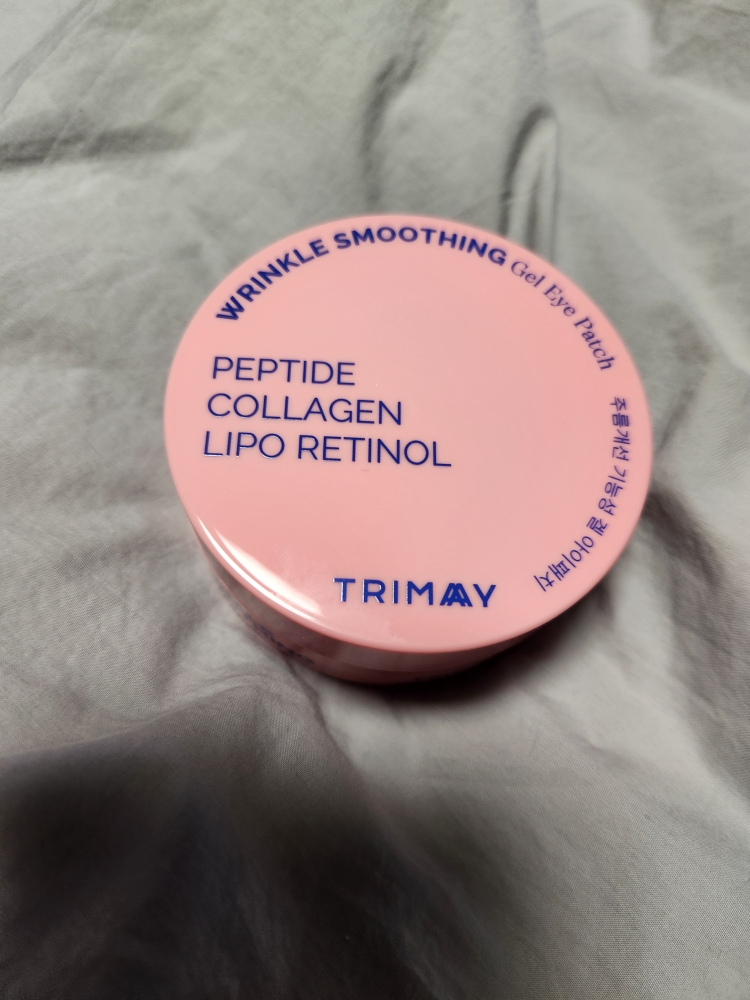 WRINKLE SMOOTHING Gel Eye Patch
주름개선 기능성 겔 아이패치
PEPTIDE
COLLAGEN
LIPO RETINOL
TRIMAY